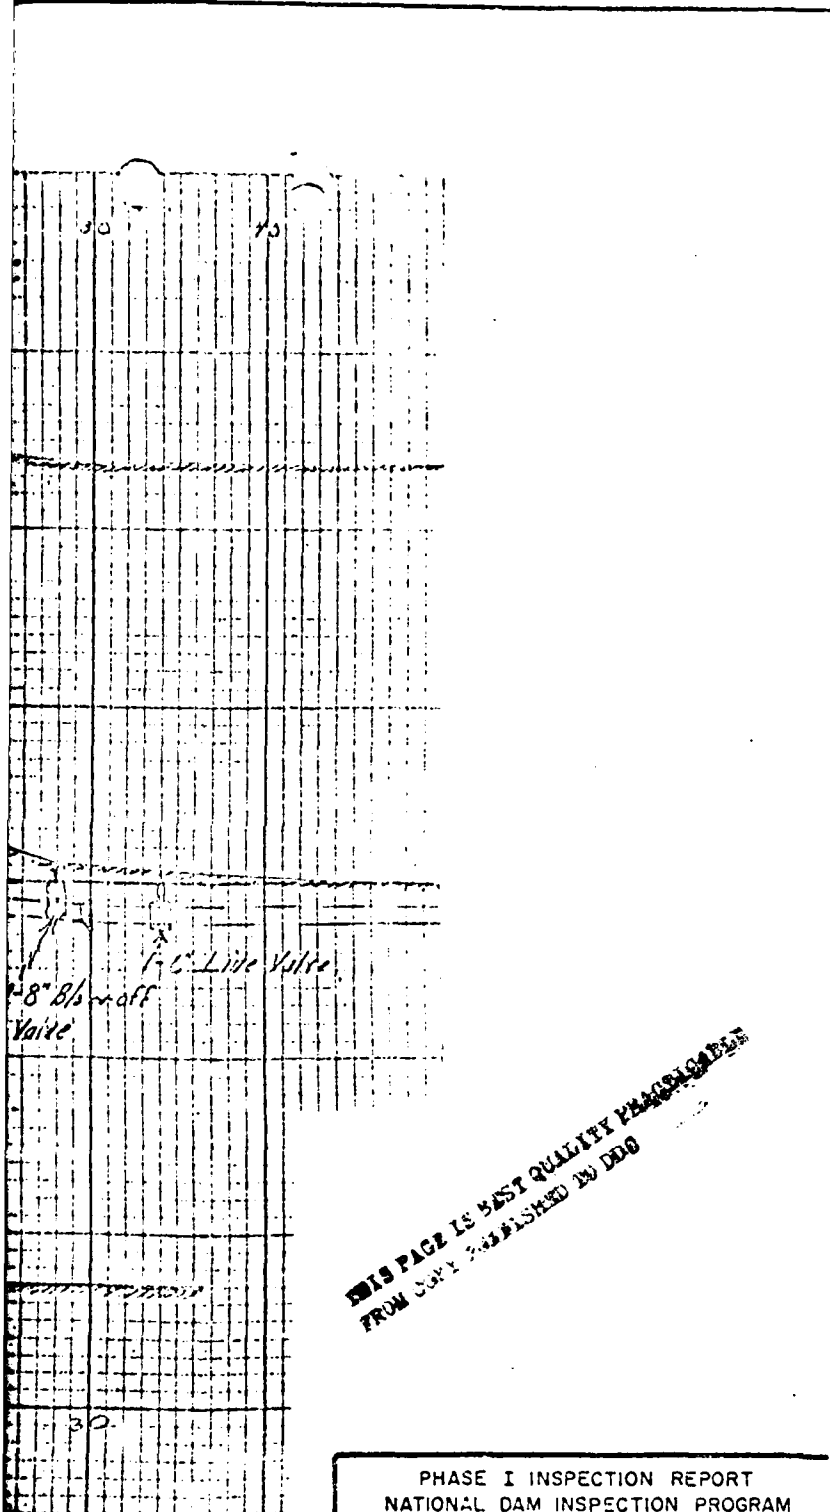 30 40
Line Valve
-8" off
Valve
THIS PAGE IS BEST QUALITY PRACTICABLE
FROM COPY FURNISHED TO DDC
30
PHASE I INSPECTION REPORT
NATIONAL DAM INSPECTION PROGRAM